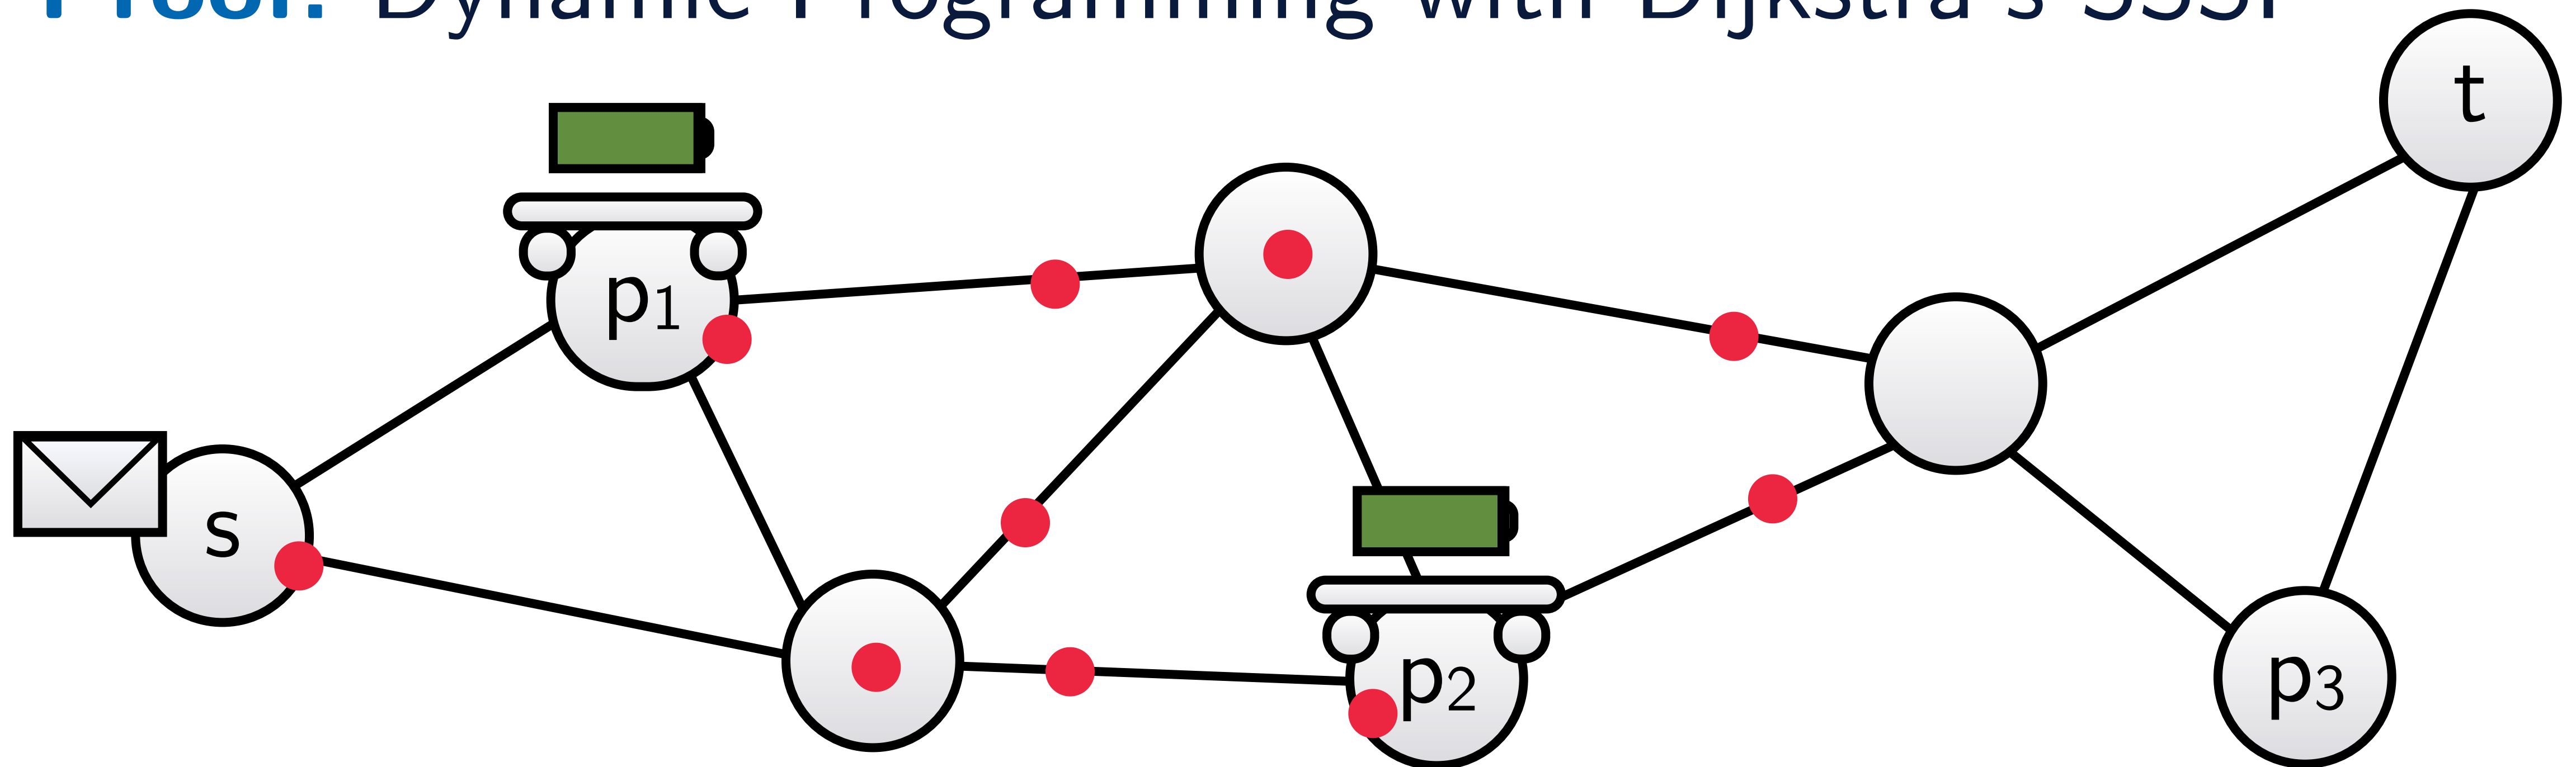 Proof: Dynamic Programming with Dijkstra's SSSP
t
p1
s
p2
p3